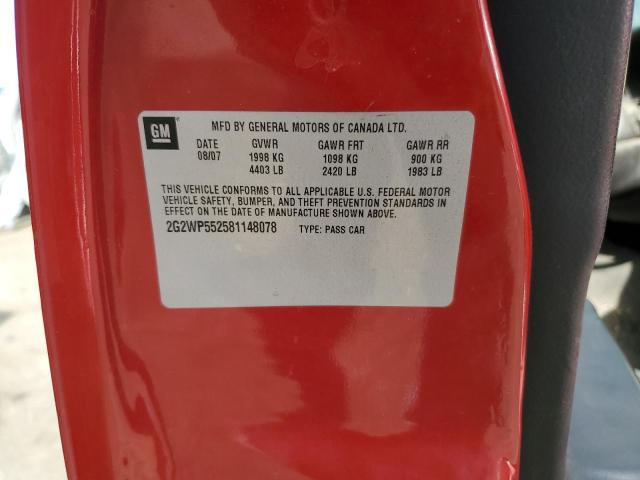 GM
MFD BY GENERAL MOTORS OF CANADA LTD.
DATE GVWR GAWR FRT GAWR RR
08/07 1998 KG 1098 KG 900 KG
4403 LB 2420 LB 1983 LB
THIS VEHICLE CONFORMS TO ALL APPLICABLE U.S. FEDERAL MOTOR
VEHICLE SAFETY, BUMPER, AND THEFT PREVENTION STANDARDS IN
EFFECT ON THE DATE OF MANUFACTURE SHOWN ABOVE.
2G2WP552581148078 TYPE: PASS CAR